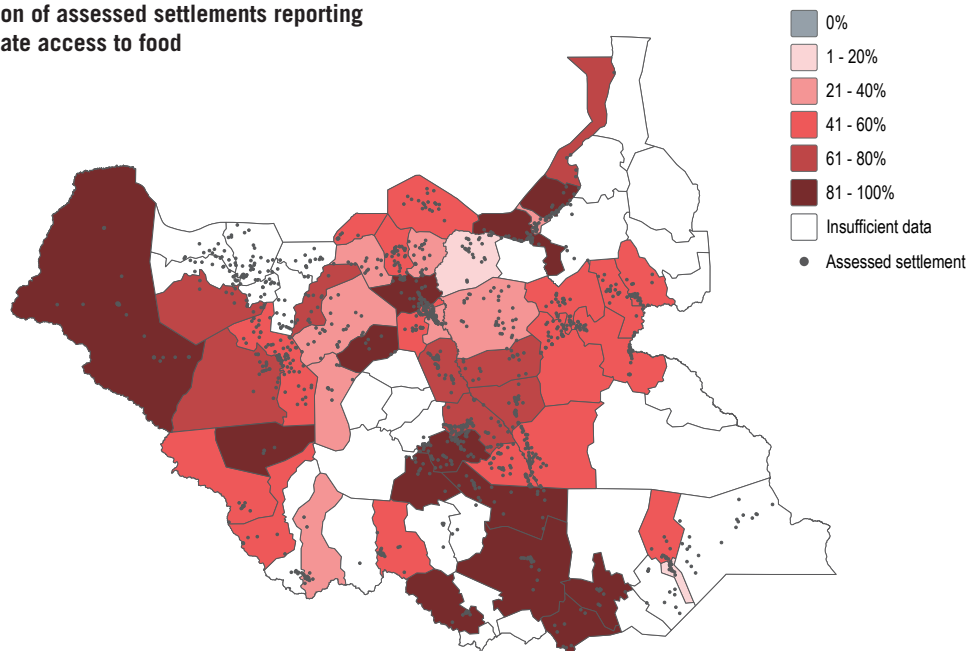 on of assessed settlements reporting
ate access to food
0%
1 - 20%
21 - 40%
41 - 60%
61 - 80%
81 - 100%
Insufficient data
Assessed settlement